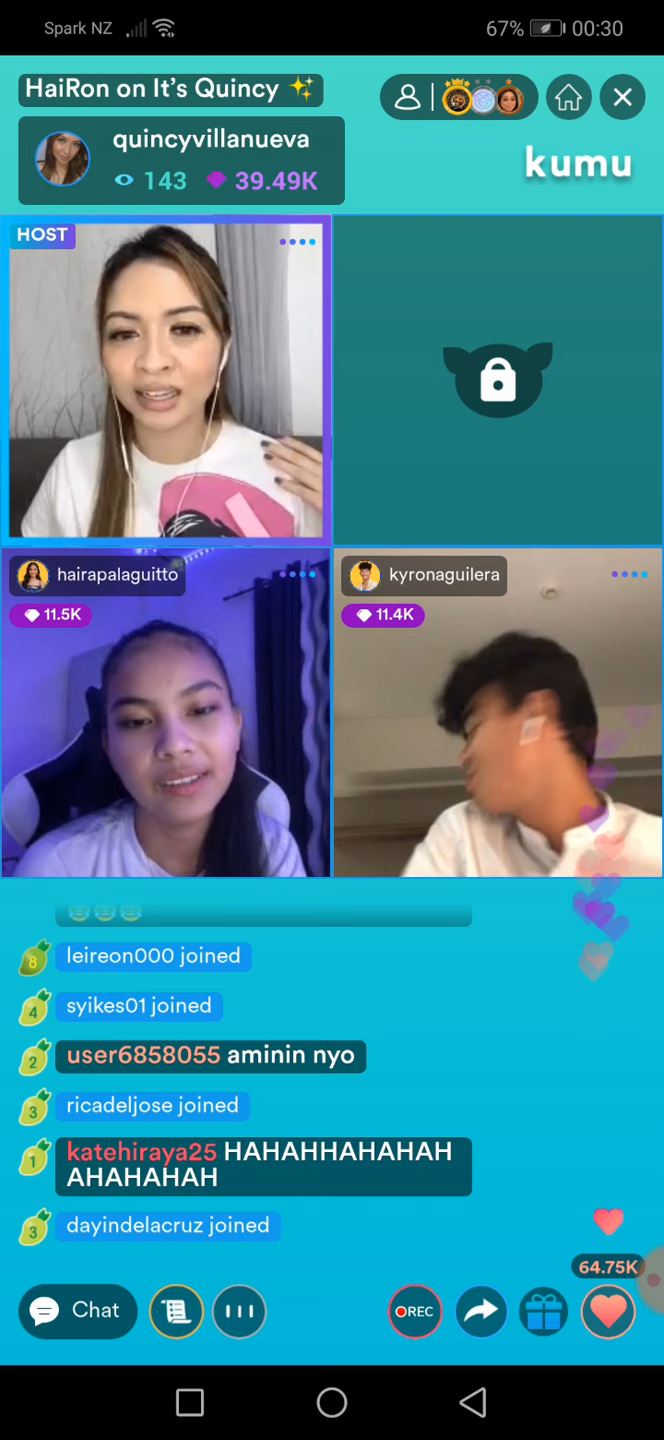 Spark NZ
67%
00:30
HaiRon on It's Quincy ✨
quincyvillanueva
143
39.49K
kumu
HOST
hairapalaguitto
11.5K
kyronaguilera
11.4K
8 leireon000 joined
4 syikes01 joined
2 user6858055 aminin nyo
3 ricadeljose joined
1 katehiraya25 HAHAHHAHAHAH
AHAHAHAH
3 dayindelacruz joined
64.75K
Chat
REC